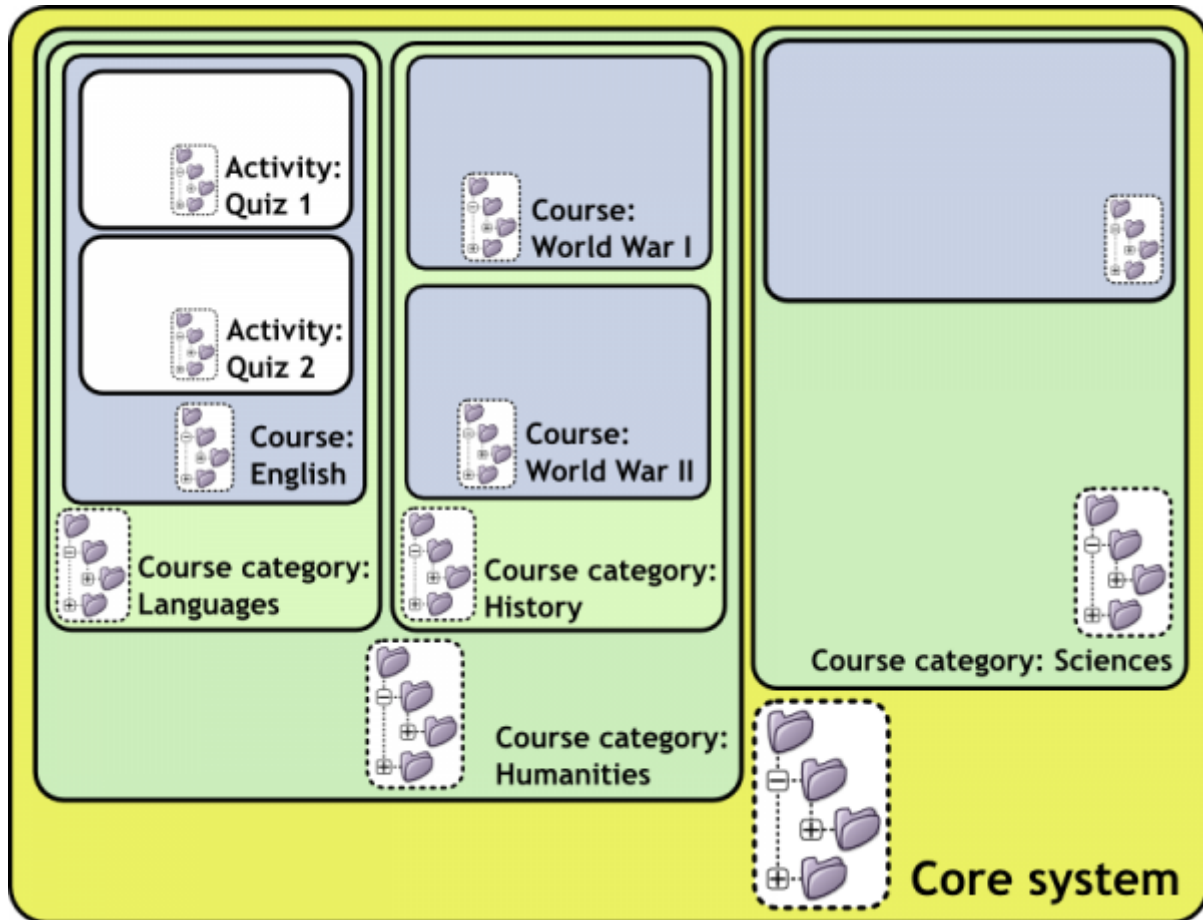 Activity:
Quiz 1
Activity:
Quiz 2
Course:
English
Course category:
Languages
Course:
World War I
Course:
World War II
Course category:
History
Course category:
Humanities
Course category: Sciences
Core system